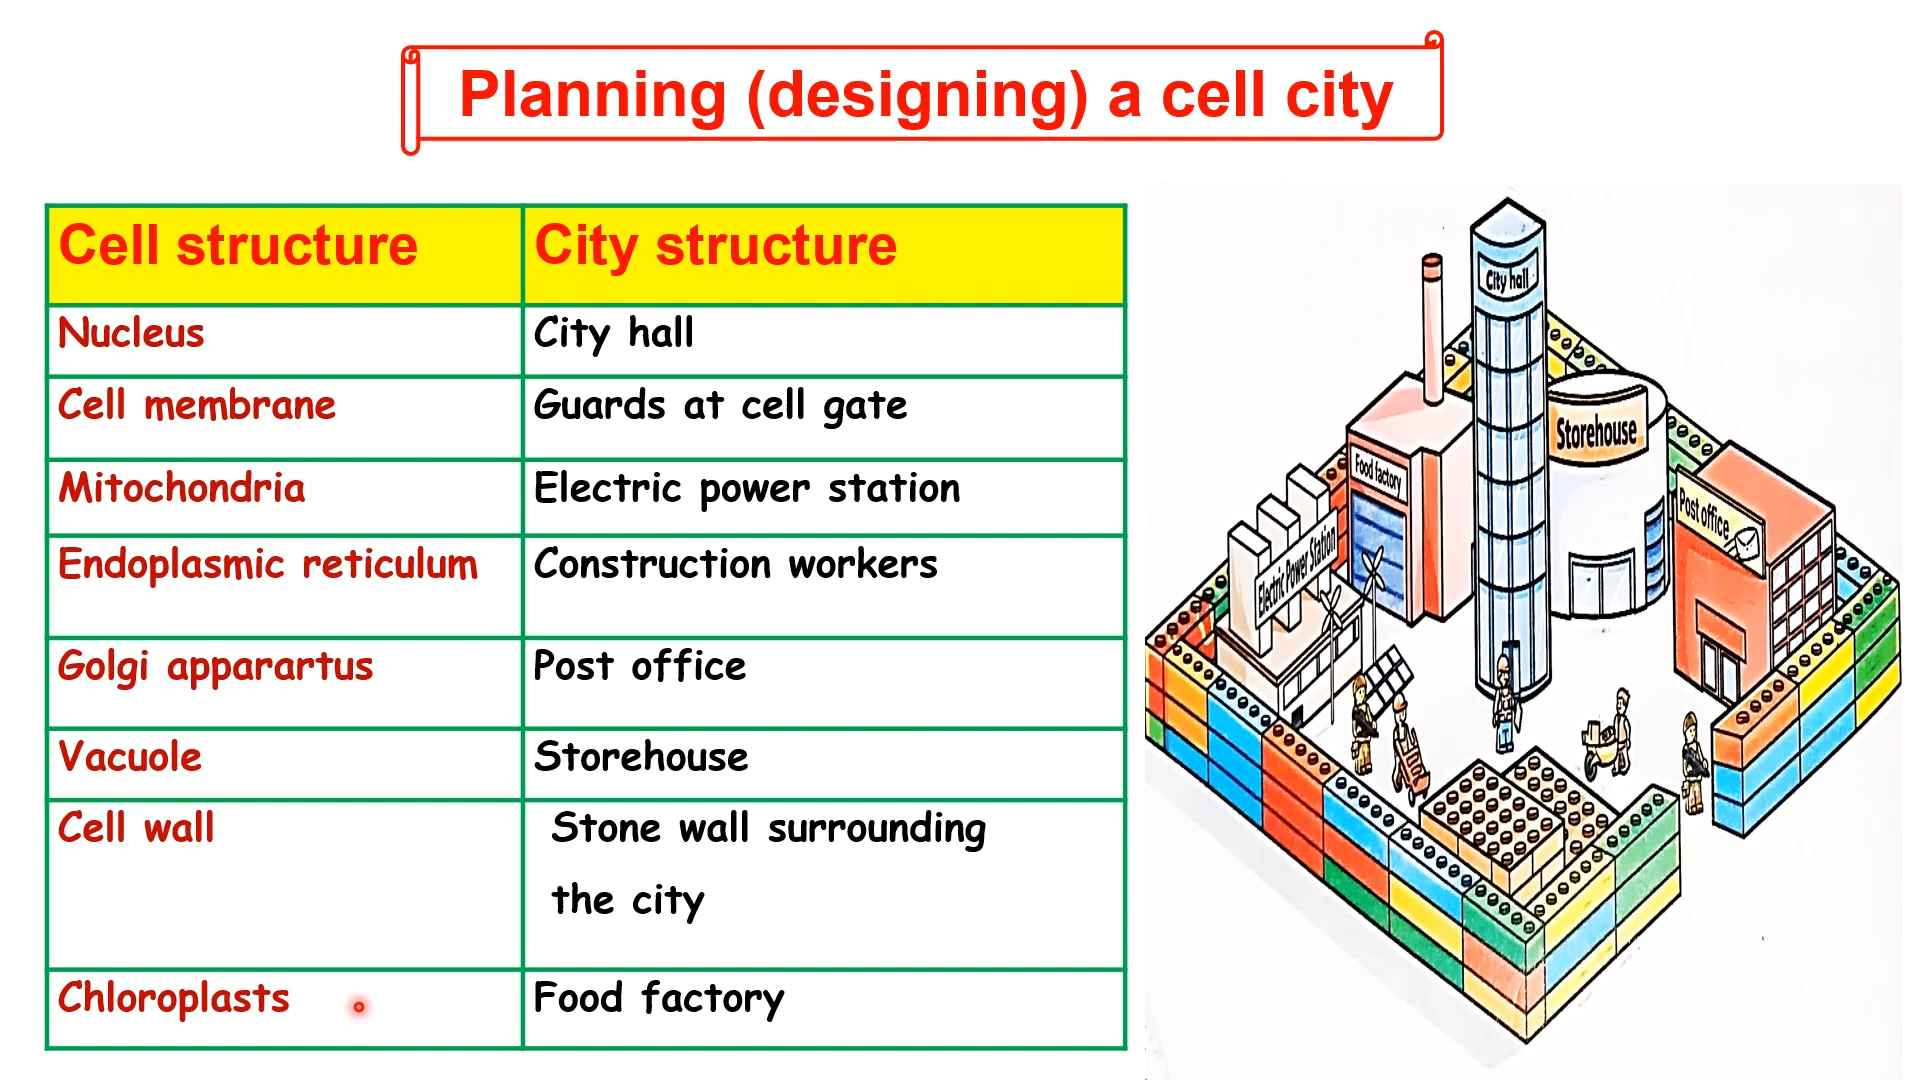 Planning (designing) a cell city
Cell structure
City structure
Nucleus
City hall
Cell membrane
Guards at cell gate
Mitochondria
Electric power station
Endoplasmic reticulum
Construction workers
Golgi apparartus
Post office
Vacuole
Storehouse
Cell wall
Stone wall surrounding
the city
Chloroplasts
Food factory
City hall
Storehouse
Food factory
Post office
Electric Power Station